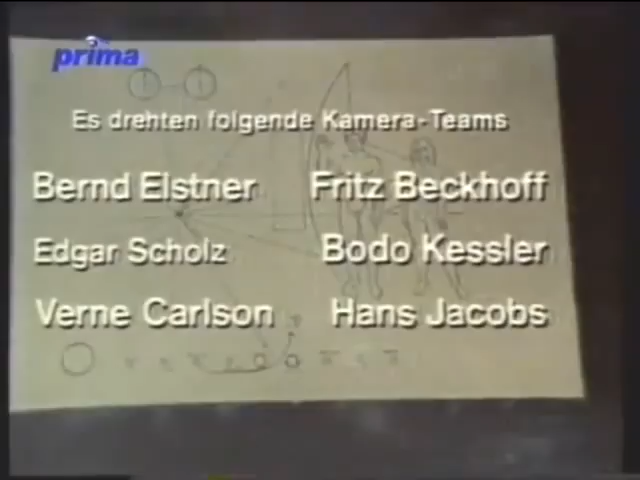 prima
Es drehten folgende Kamera-Teams
Bernd Elstner Fritz Beckhoff
Edgar Scholz Bodo Kessler
Verne Carlson Hans Jacobs